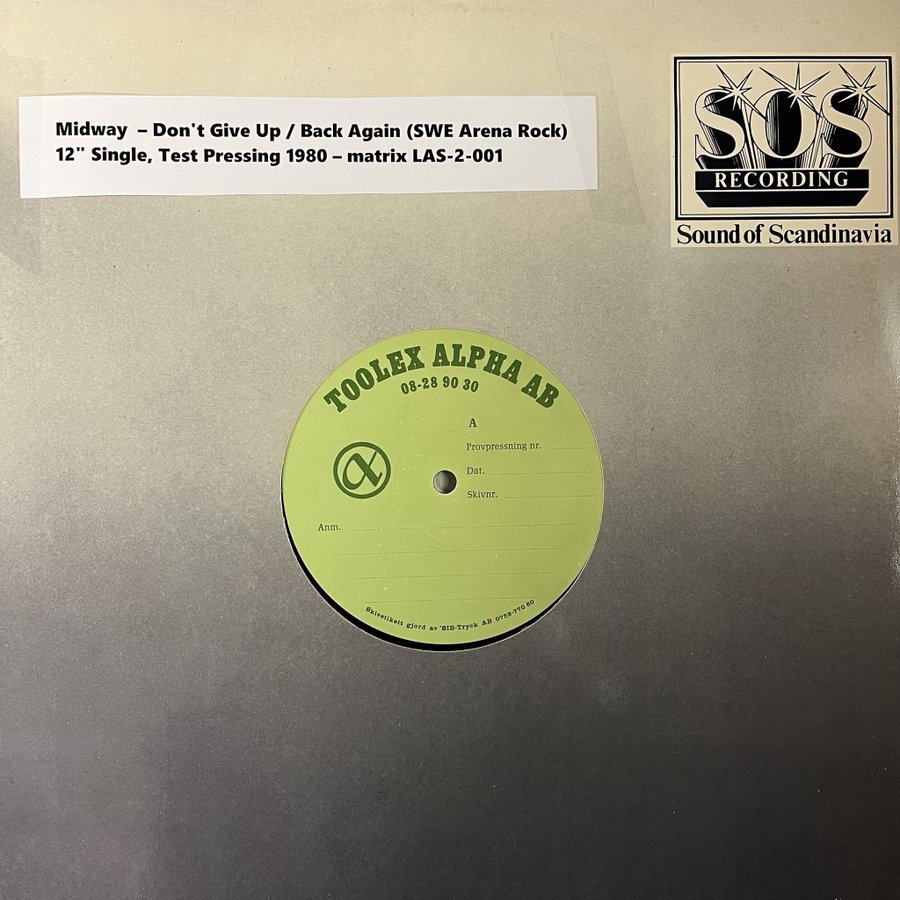 Midway – Don't Give Up / Back Again (SWE Arena Rock)
12" Single, Test Pressing 1980 – matrix LAS-2-001
SOS
RECORDING
Sound of Scandinavia
TOOLEX ALPHA AB
08-28 90 30
A
Provpressning nr.
Dat.
Skivnr.
Anm.
Skivetikett gjord av SIB-Tryck AB 0758-770 80